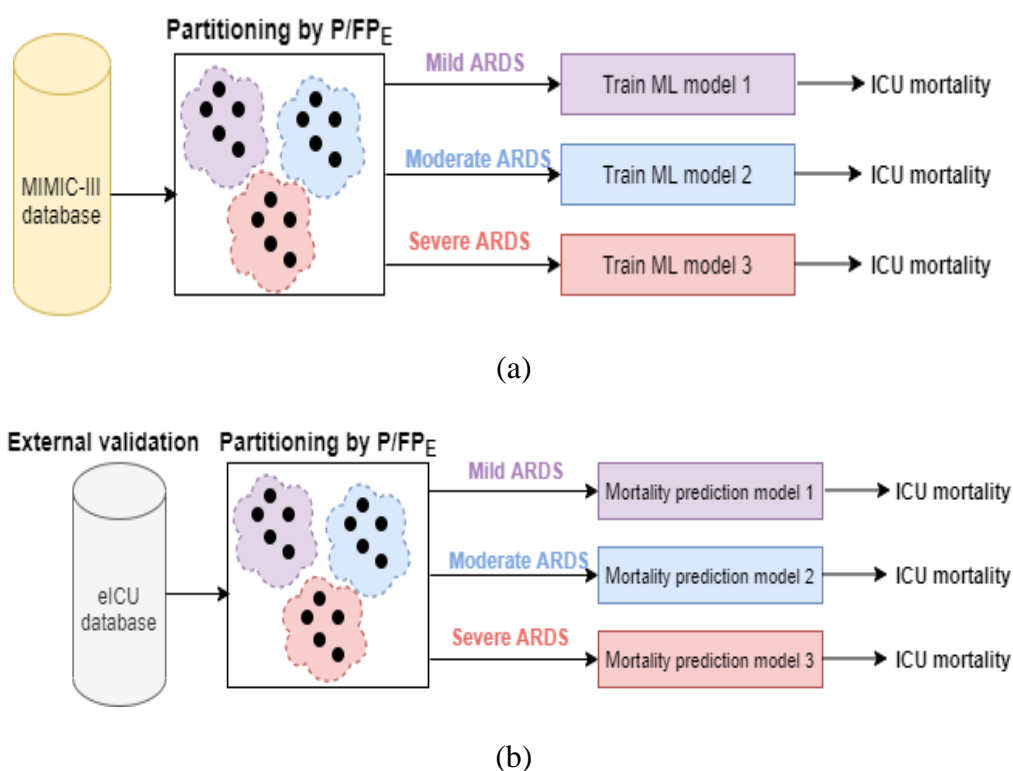 Partitioning by P/FPE
MIMIC-III
database
Mild ARDS
Train ML model 1
ICU mortality
Moderate ARDS
Train ML model 2
ICU mortality
Severe ARDS
Train ML model 3
ICU mortality
(a)
External validation
Partitioning by P/FPE
eICU
database
Mild ARDS
Mortality prediction model 1
ICU mortality
Moderate ARDS
Mortality prediction model 2
ICU mortality
Severe ARDS
Mortality prediction model 3
ICU mortality
(b)